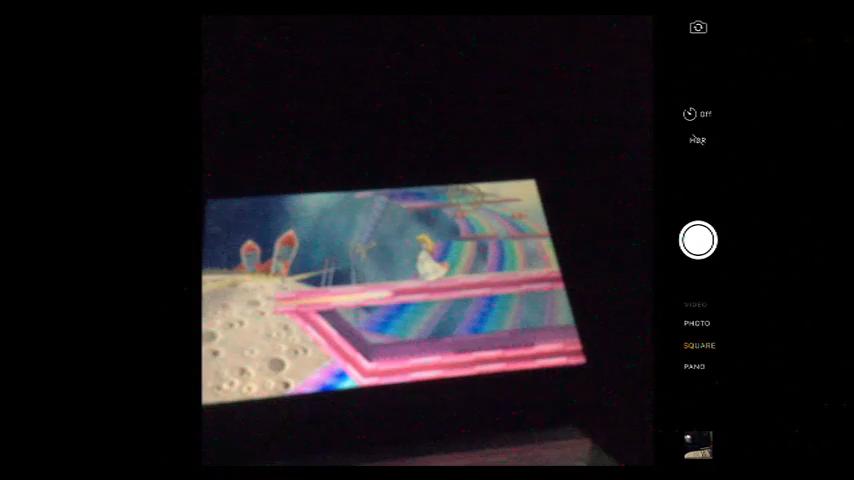 Off
HDR
VIDEO
PHOTO
SQUARE
PANO